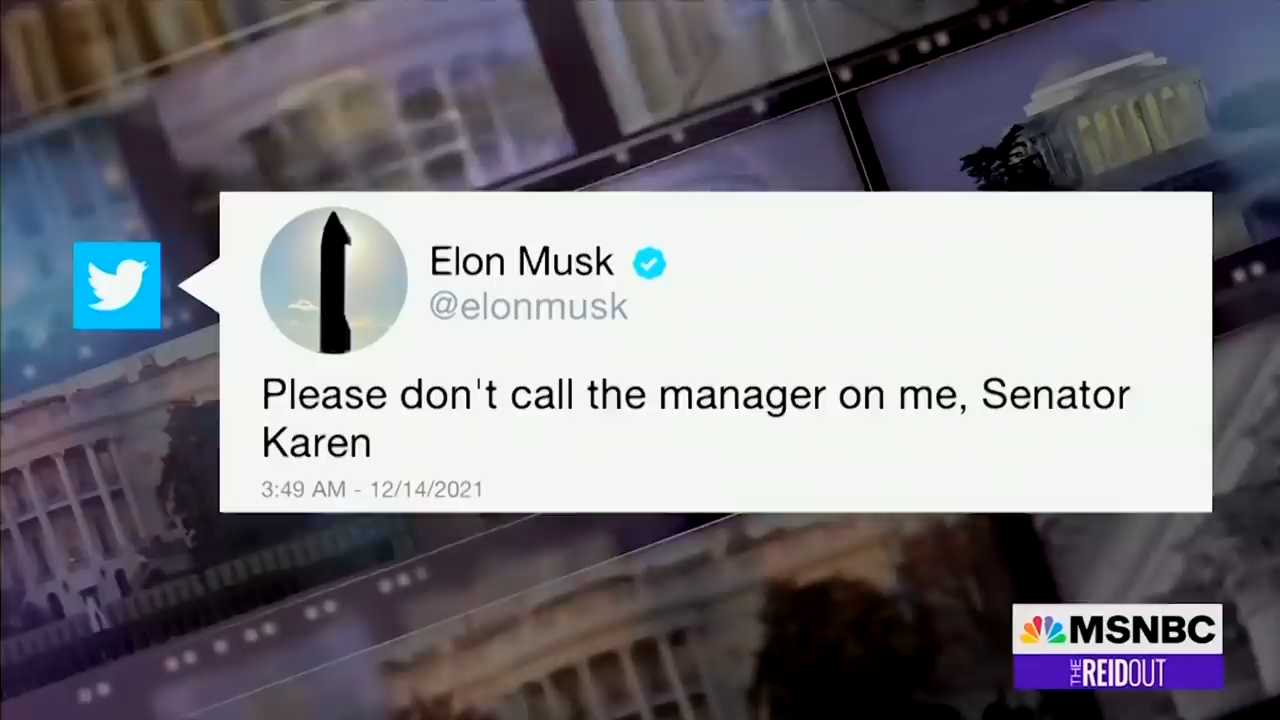 Elon Musk
@elonmusk
Please don't call the manager on me, Senator
Karen
3:49 AM - 12/14/2021
MSNBC
THE REIDOUT